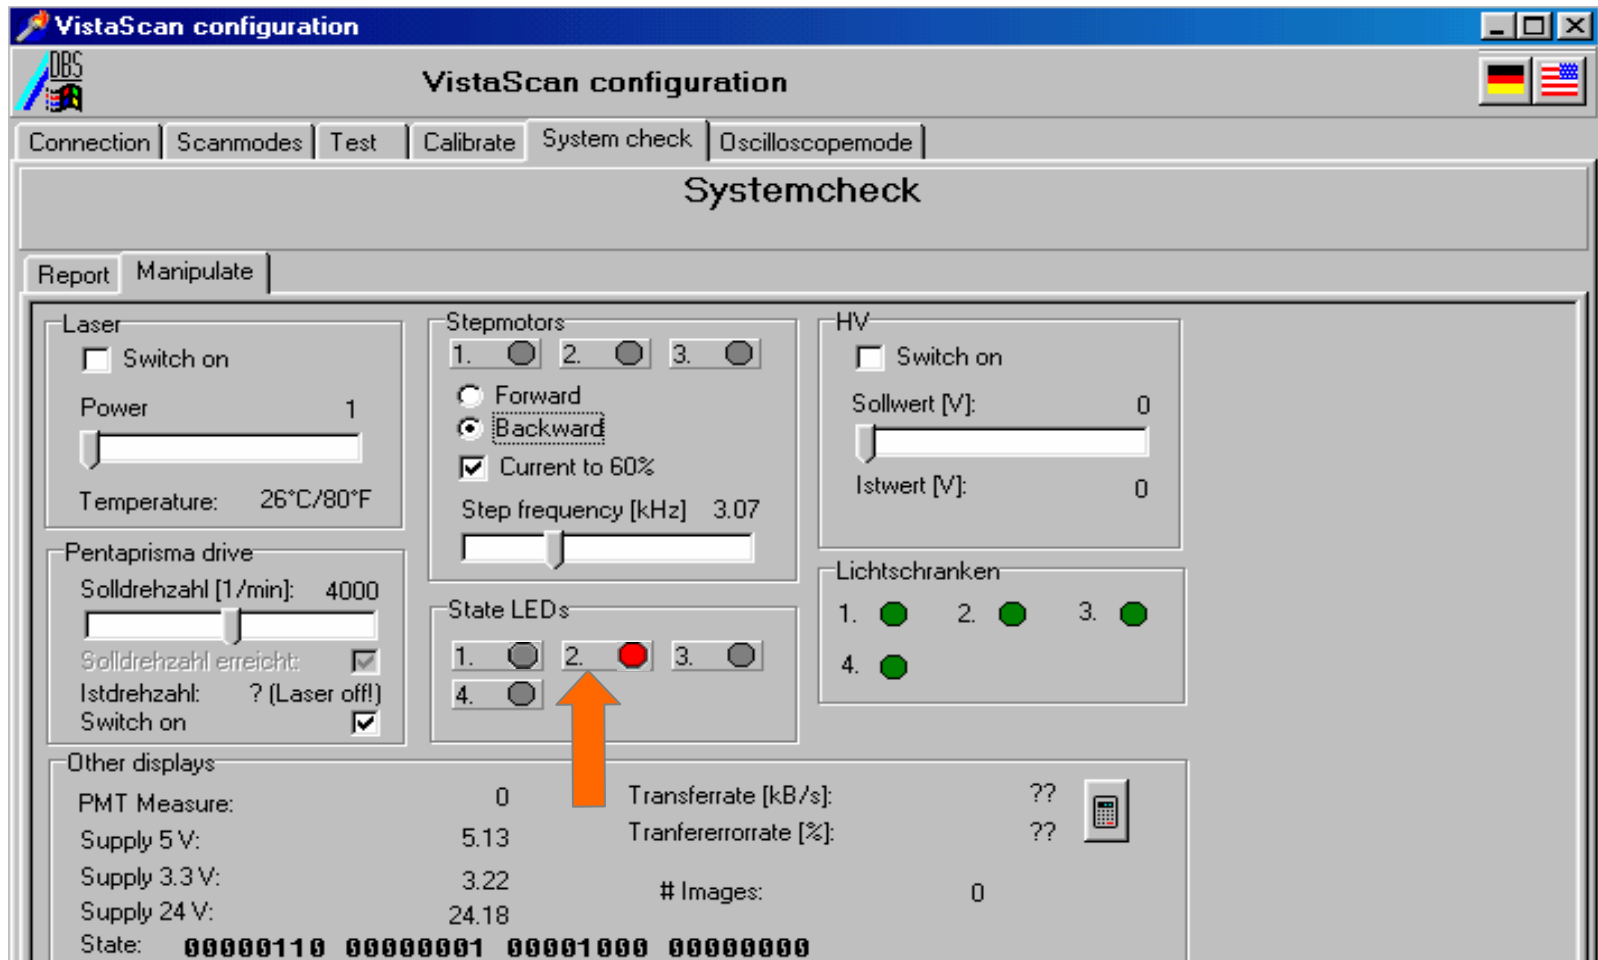 VistaScan configuration
DBS
VistaScan configuration
Connection Scanmodes Test Calibrate System check Oscilloscopemode
Systemcheck
Report Manipulate
Laser
Switch on
Power 1
Temperature: 26°C/80°F
Stepmotors
1. 2. 3.
Forward
Backward
Current to 60%
Step frequency [kHz] 3.07
HV
Switch on
Sollwert [V]: 0
Istwert [V]: 0
Pentaprisma drive
Solldrehzahl [1/min]: 4000
Solldrehzahl erreicht:
Istdrehzahl: ? (Laser off!)
Switch on
State LEDs
1. 2. 3.
4.
Lichtschranken
1. 2. 3.
4.
Other displays
PMT Measure: 0
Supply 5 V: 5.13
Supply 3.3 V: 3.22
Supply 24 V: 24.18
Transferrate [kB/s]: ??
Tranfererrorrate [%]: ??
# Images: 0
State: 00000110 00000001 00001000 00000000